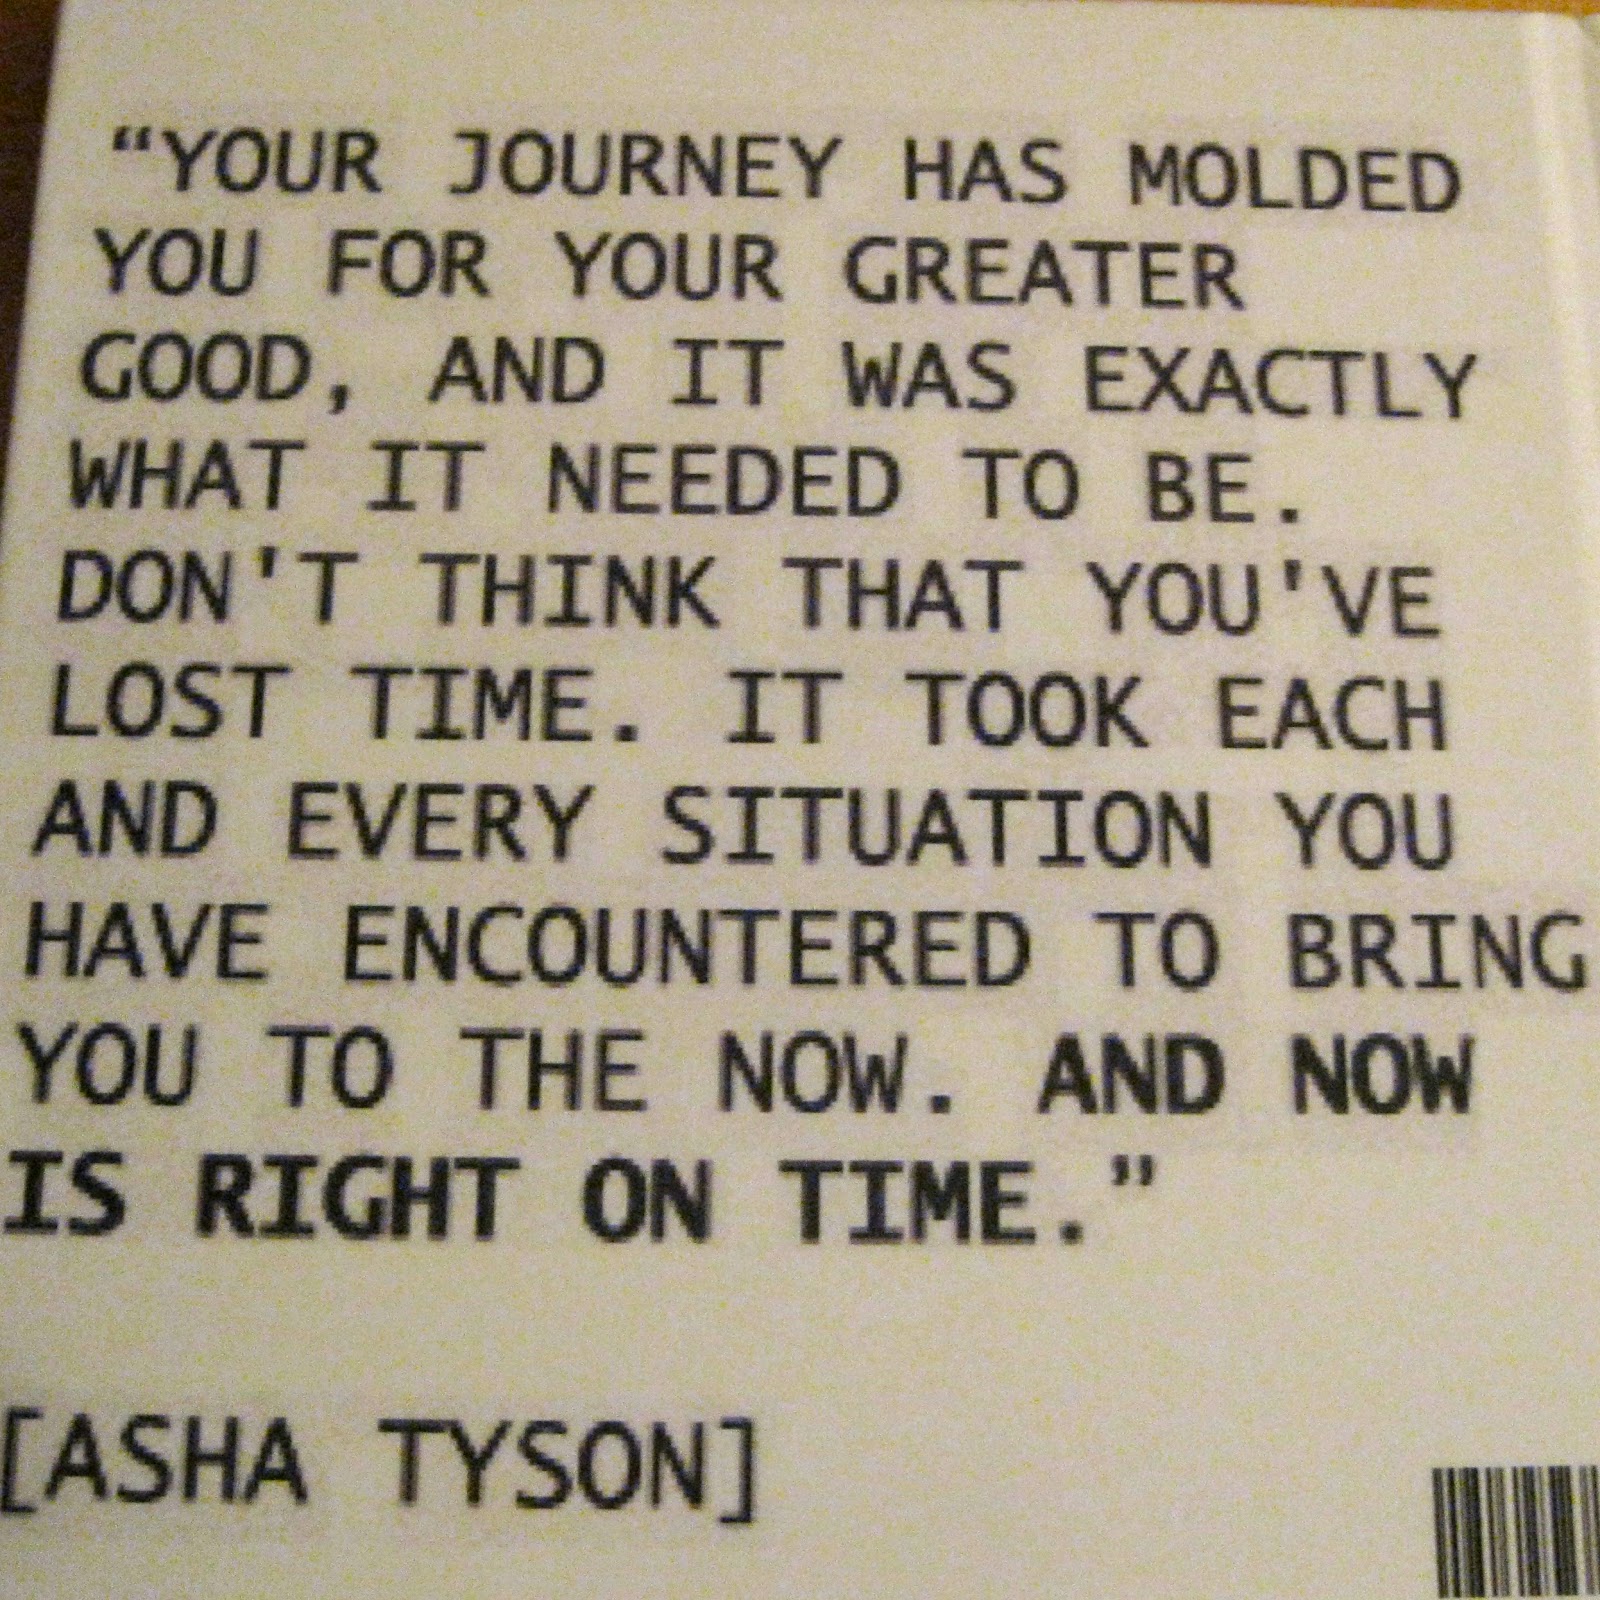 “YOUR JOURNEY HAS MOLDED
YOU FOR YOUR GREATER
GOOD, AND IT WAS EXACTLY
WHAT IT NEEDED TO BE.
DON'T THINK THAT YOU'VE
LOST TIME. IT TOOK EACH
AND EVERY SITUATION YOU
HAVE ENCOUNTERED TO BRING
YOU TO THE NOW. AND NOW
IS RIGHT ON TIME.”
[ASHA TYSON]